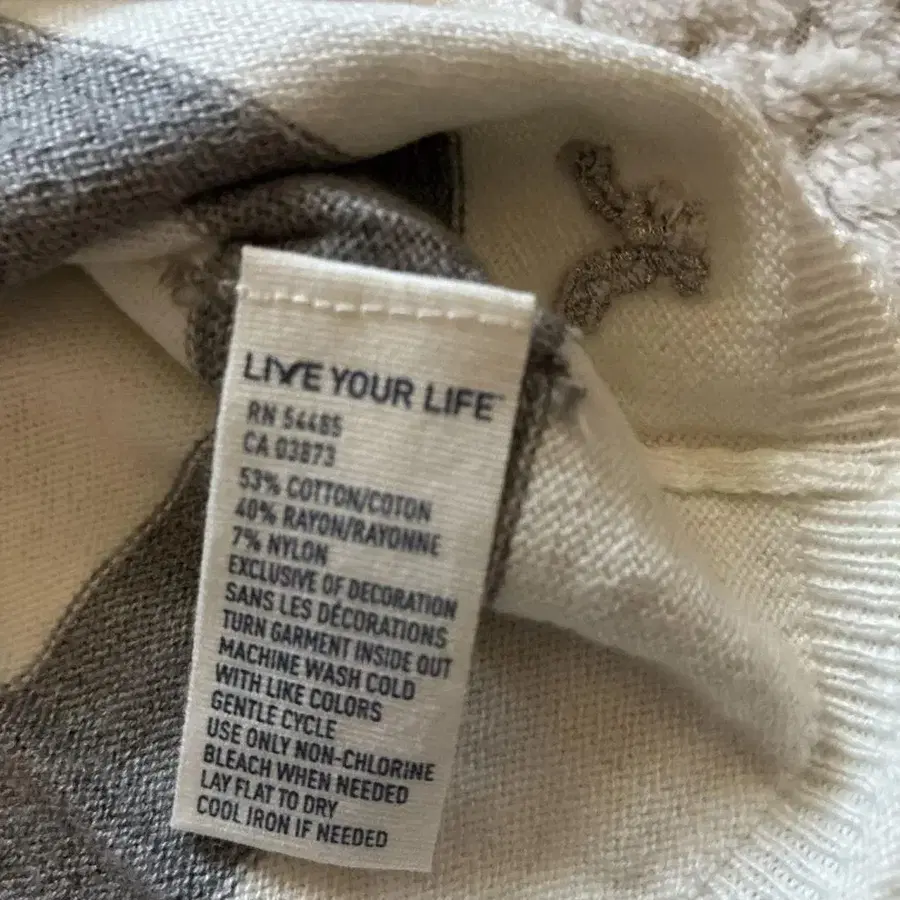 LIVE YOUR LIFE™
RN 54485
CA 03873
53% COTTON/COTON
40% RAYON/RAYONNE
7% NYLON
EXCLUSIVE OF DECORATION
SANS LES DÉCORATIONS
TURN GARMENT INSIDE OUT
MACHINE WASH COLD
WITH LIKE COLORS
GENTLE CYCLE
USE ONLY NON-CHLORINE
BLEACH WHEN NEEDED
LAY FLAT TO DRY
COOL IRON IF NEEDED